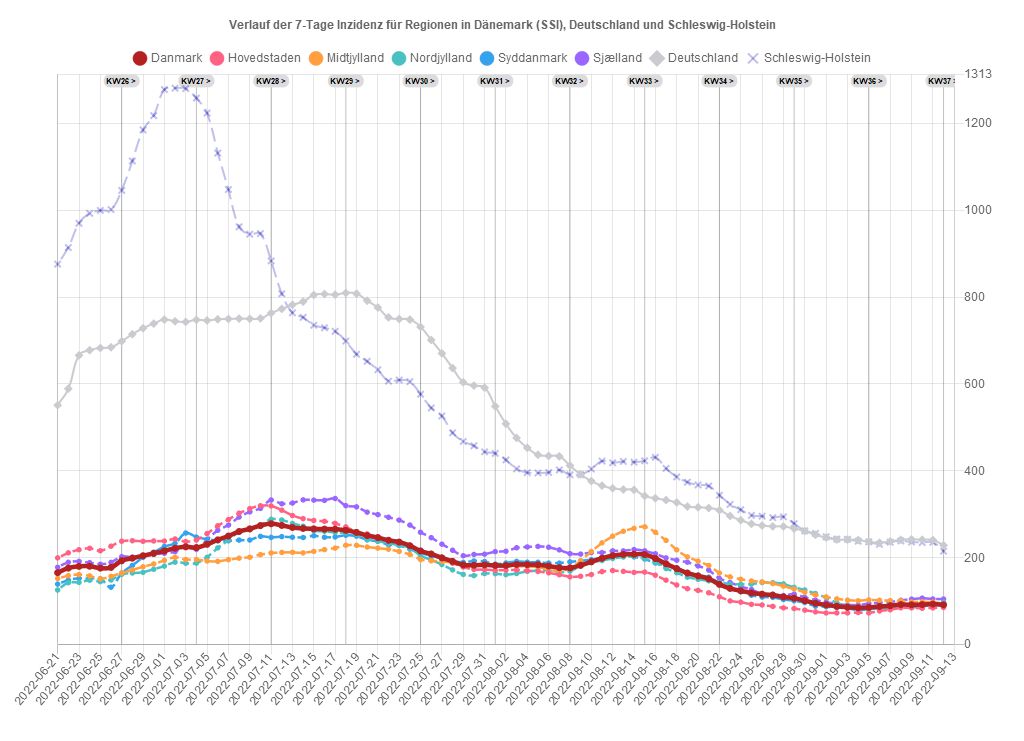 Verlauf der 7-Tage Inzidenz für Regionen in Dänemark (SSI), Deutschland und Schleswig-Holstein
Danmark Hovedstaden Midtjylland Nordjylland Syddanmark Sjælland Deutschland Schleswig-Holstein
KW26 > KW27 > KW28 > KW29 > KW30 > KW31 > KW32 > KW33 > KW34 > KW35 > KW36 > KW37 >
1313
1200
1000
800
600
400
200
0
2022-06-21 2022-06-23 2022-06-25 2022-06-27 2022-06-29 2022-07-01 2022-07-03 2022-07-05 2022-07-07 2022-07-09 2022-07-11 2022-07-13 2022-07-15 2022-07-17 2022-07-19 2022-07-21 2022-07-23 2022-07-25 2022-07-27 2022-07-29 2022-07-31 2022-08-02 2022-08-04 2022-08-06 2022-08-08 2022-08-10 2022-08-12 2022-08-14 2022-08-16 2022-08-18 2022-08-20 2022-08-22 2022-08-24 2022-08-26 2022-08-28 2022-08-30 2022-09-01 2022-09-03 2022-09-05 2022-09-07 2022-09-09 2022-09-11 2022-09-13